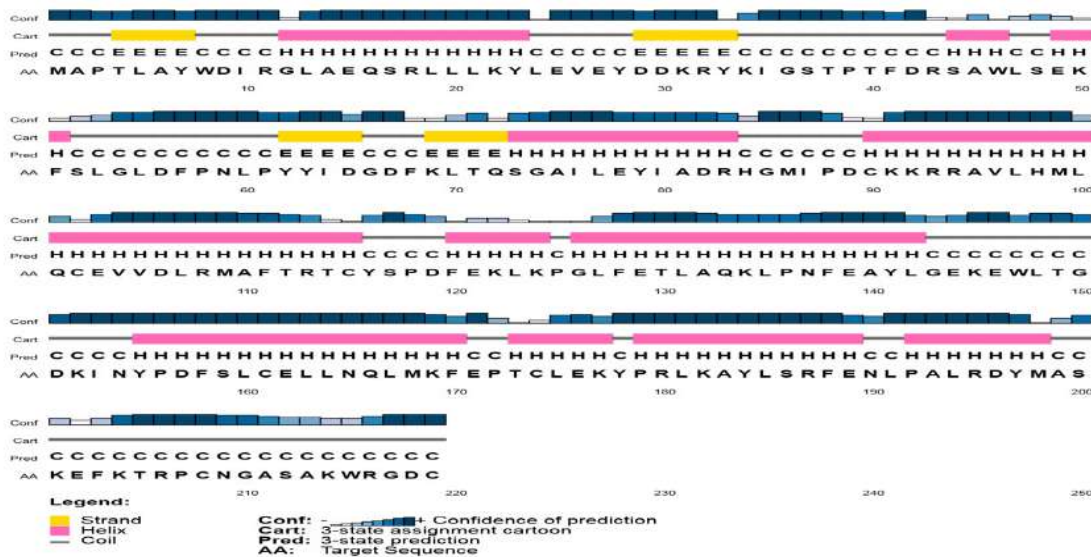 Conf
Cart
Pred C C C E E E E C C C C H H H H H H H H H H H H C C C C C E E E E E C C C C C C C C C C H H H C C H H
AA M A P T L A Y W D I R G L A E Q S R L L L K Y L E V E Y D D K R Y K I G S T P T F D R S A W L S E K
10 20 30 40 50
Conf
Cart
Pred H C C C C C C C C C C E E E E C C C E E E E H H H H H H H H H H H C C C C C C H H H H H H H H H H H
AA F S L G L D F P N L P Y Y I D G D F K L T Q S G A I L E Y I A D R H G M I P D C K K R R A V L H M L
60 70 80 90 100
Conf
Cart
Pred H H H H H H H H H H H H H H H C C C C H H H H H C H H H H H H H H H H H H H H H H H C C C C C C C C
AA Q C E V V D L R M A F T R T C Y S P D F E K L K P G L F E T L A Q K L P N F E A Y L G E K E W L T G
110 120 130 140 150
Conf
Cart
Pred C C C C H H H H H H H H H H H H H H H H C C H H H H H C H H H H H H H H H H H C C H H H H H H H C C
AA D K I N Y P D F S L C E L L N Q L M K F E P T C L E K Y P R L K A Y L S R F E N L P A L R D Y M A S
160 170 180 190 200
Conf
Cart
Pred C C C C C C C C C C C C C C C C C C C
AA K E F K T R P C N G A S A K W R G D C
210 220 230 240 250
Legend:
Strand
Helix
Coil
Conf: - + Confidence of prediction
Cart: 3-state assignment cartoon
Pred: 3-state prediction
AA: Target Sequence